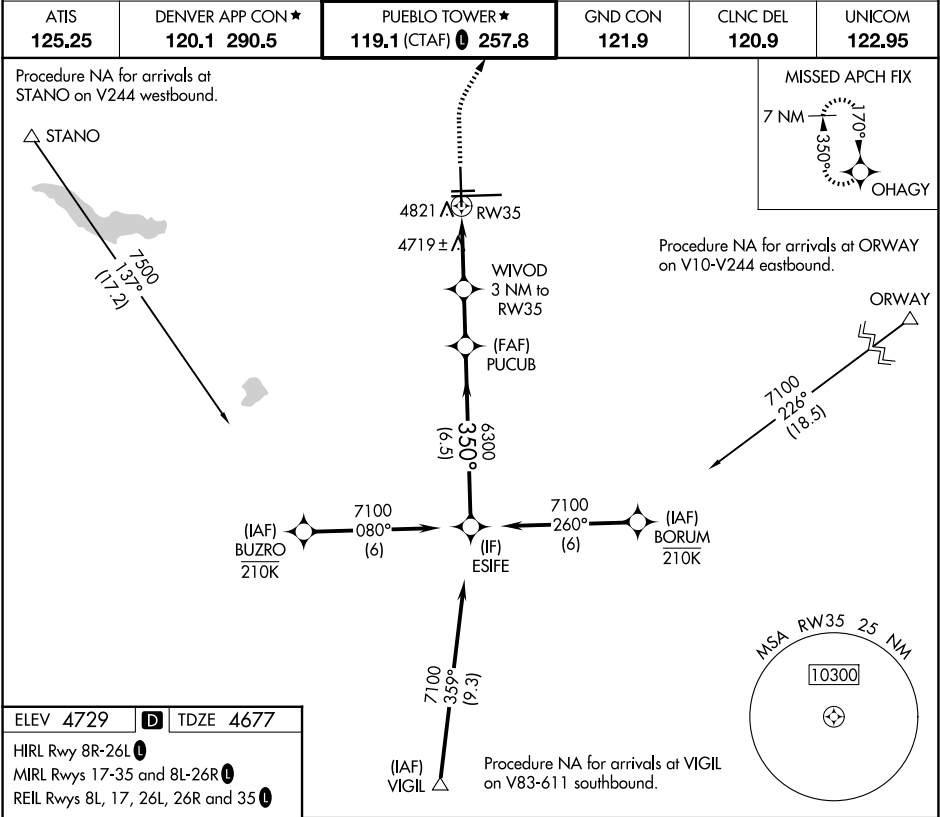 ATIS
125.25
DENVER APP CON ★
120.1 290.5
PUEBLO TOWER ★
119.1 (CTAF) L 257.8
GND CON
121.9
CLNC DEL
120.9
UNICOM
122.95
Procedure NA for arrivals at
STANO on V244 westbound.
STANO
7500
137°
(17.2)
MISSED APCH FIX
7 NM
170°
350°
OHAGY
4821
RW35
4719 ±
WIVOD
3 NM to
RW35
(FAF)
PUCUB
Procedure NA for arrivals at ORWAY
on V10-V244 eastbound.
ORWAY
7100
226°
(18.5)
6300
350°
(6.5)
(IAF)
BUZRO
210K
7100
080°
(6)
(IF)
ESIFE
7100
260°
(6)
(IAF)
BORUM
210K
7100
359°
(9.3)
(IAF)
VIGIL
Procedure NA for arrivals at VIGIL
on V83-611 southbound.
MSA RW35 25 NM
10300
ELEV 4729 D TDZE 4677
HIRL Rwy 8R-26L L
MIRL Rwys 17-35 and 8L-26R L
REIL Rwys 8L, 17, 26L, 26R and 35 L